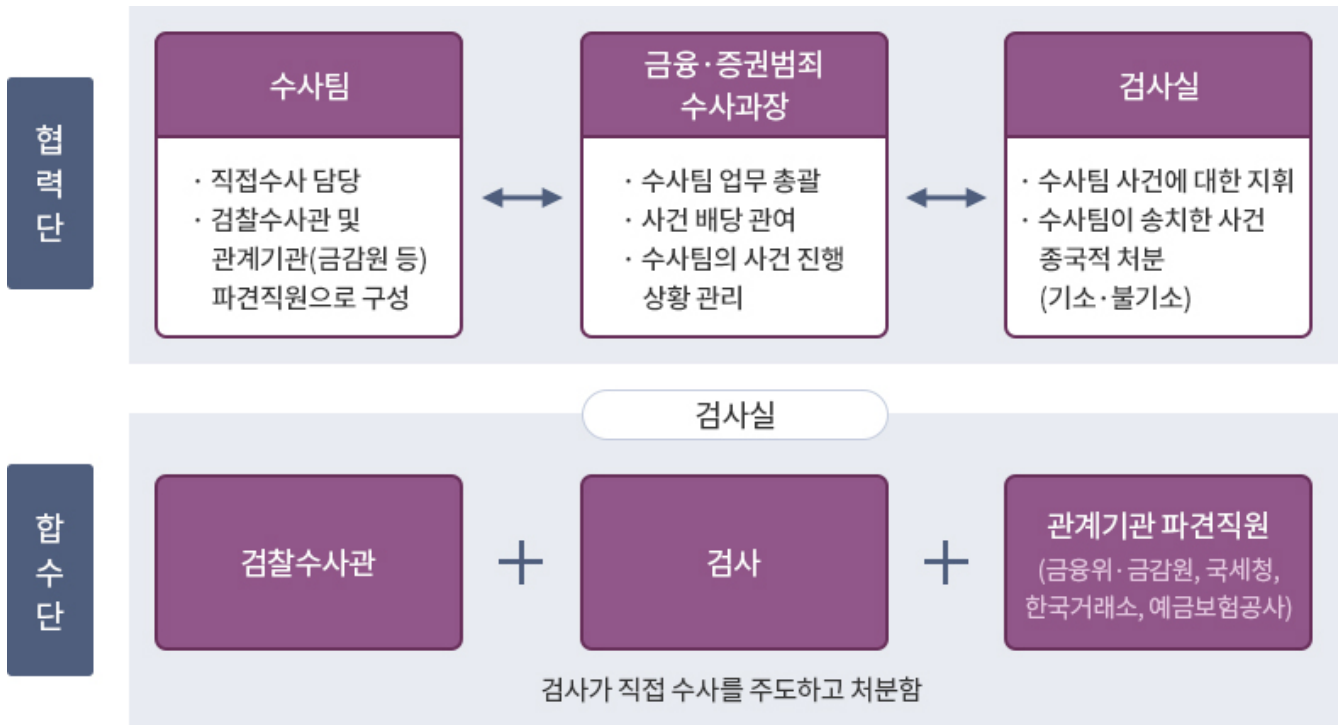 협력단
수사팀
· 직접수사 담당
· 검찰수사관 및
관계기관(금감원 등)
파견직원으로 구성
금융·증권범죄
수사과장
· 수사팀 업무 총괄
· 사건 배당 관여
· 수사팀의 사건 진행
상황 관리
검사실
· 수사팀 사건에 대한 지휘
· 수사팀이 송치한 사건
종국적 처분
(기소·불기소)
합수단
검사실
검찰수사관
+
검사
+
관계기관 파견직원
(금융위·금감원, 국세청,
한국거래소, 예금보험공사)
검사가 직접 수사를 주도하고 처분함